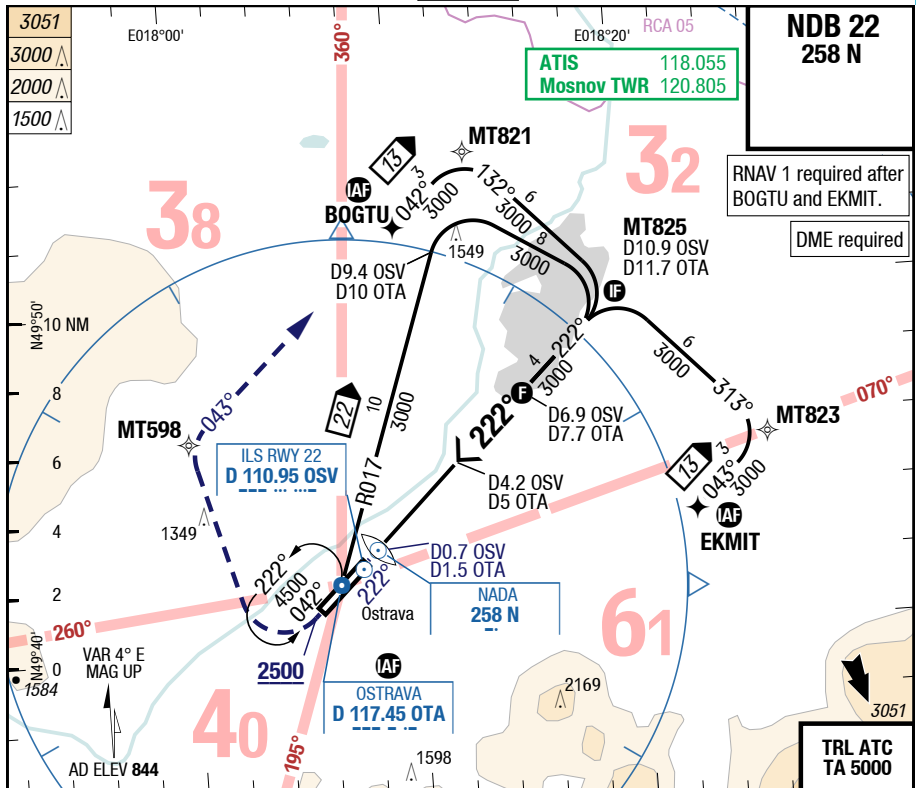 3051
3000
2000
1500
E018°00'
360°
RCA 05
E018°20'
ATIS 118.055
Mosnov TWR 120.805
NDB 22
258 N
RNAV 1 required after
BOGTU and EKMIT.
DME required
38
32
13
MT821
IAF
BOGTU
042°
3
3000
132°
6
3000
8
3000
1549
D9.4 OSV
D10 OTA
MT825
D10.9 OSV
D11.7 OTA
IF
N49°50'
10 NM
8
6
4
2
0
N49°40'
043°
MT598
22
10
3000
R017
ILS RWY 22
D 110.95 OSV
4
222°
3000
F
D6.9 OSV
D7.7 OTA
222°
D4.2 OSV
D5 OTA
6
3000
313°
070°
MT823
13
3
043°
3000
IAF
EKMIT
1349
222°
4500
042°
222°
D0.7 OSV
D1.5 OTA
NADA
258 N
Ostrava
260°
2500
61
VAR 4° E
MAG UP
1584
IAF
OSTRAVA
D 117.45 OTA
40
195°
2169
1598
3051
AD ELEV 844
TRL ATC
TA 5000